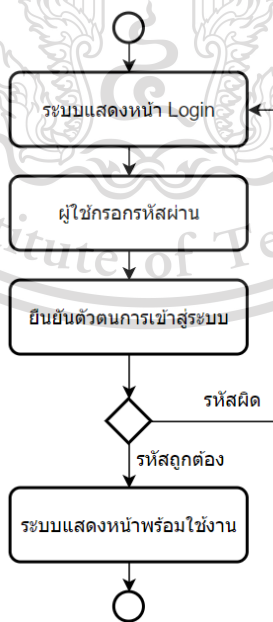 ระบบแสดงหน้า Login
ผู้ใช้กรอกรหัสผ่าน
stitute of Te
ยืนยันตัวตนการเข้าสู่ระบบ
รหัสผิด
รหัสถูกต้อง
ระบบแสดงหน้าพร้อมใช้งาน